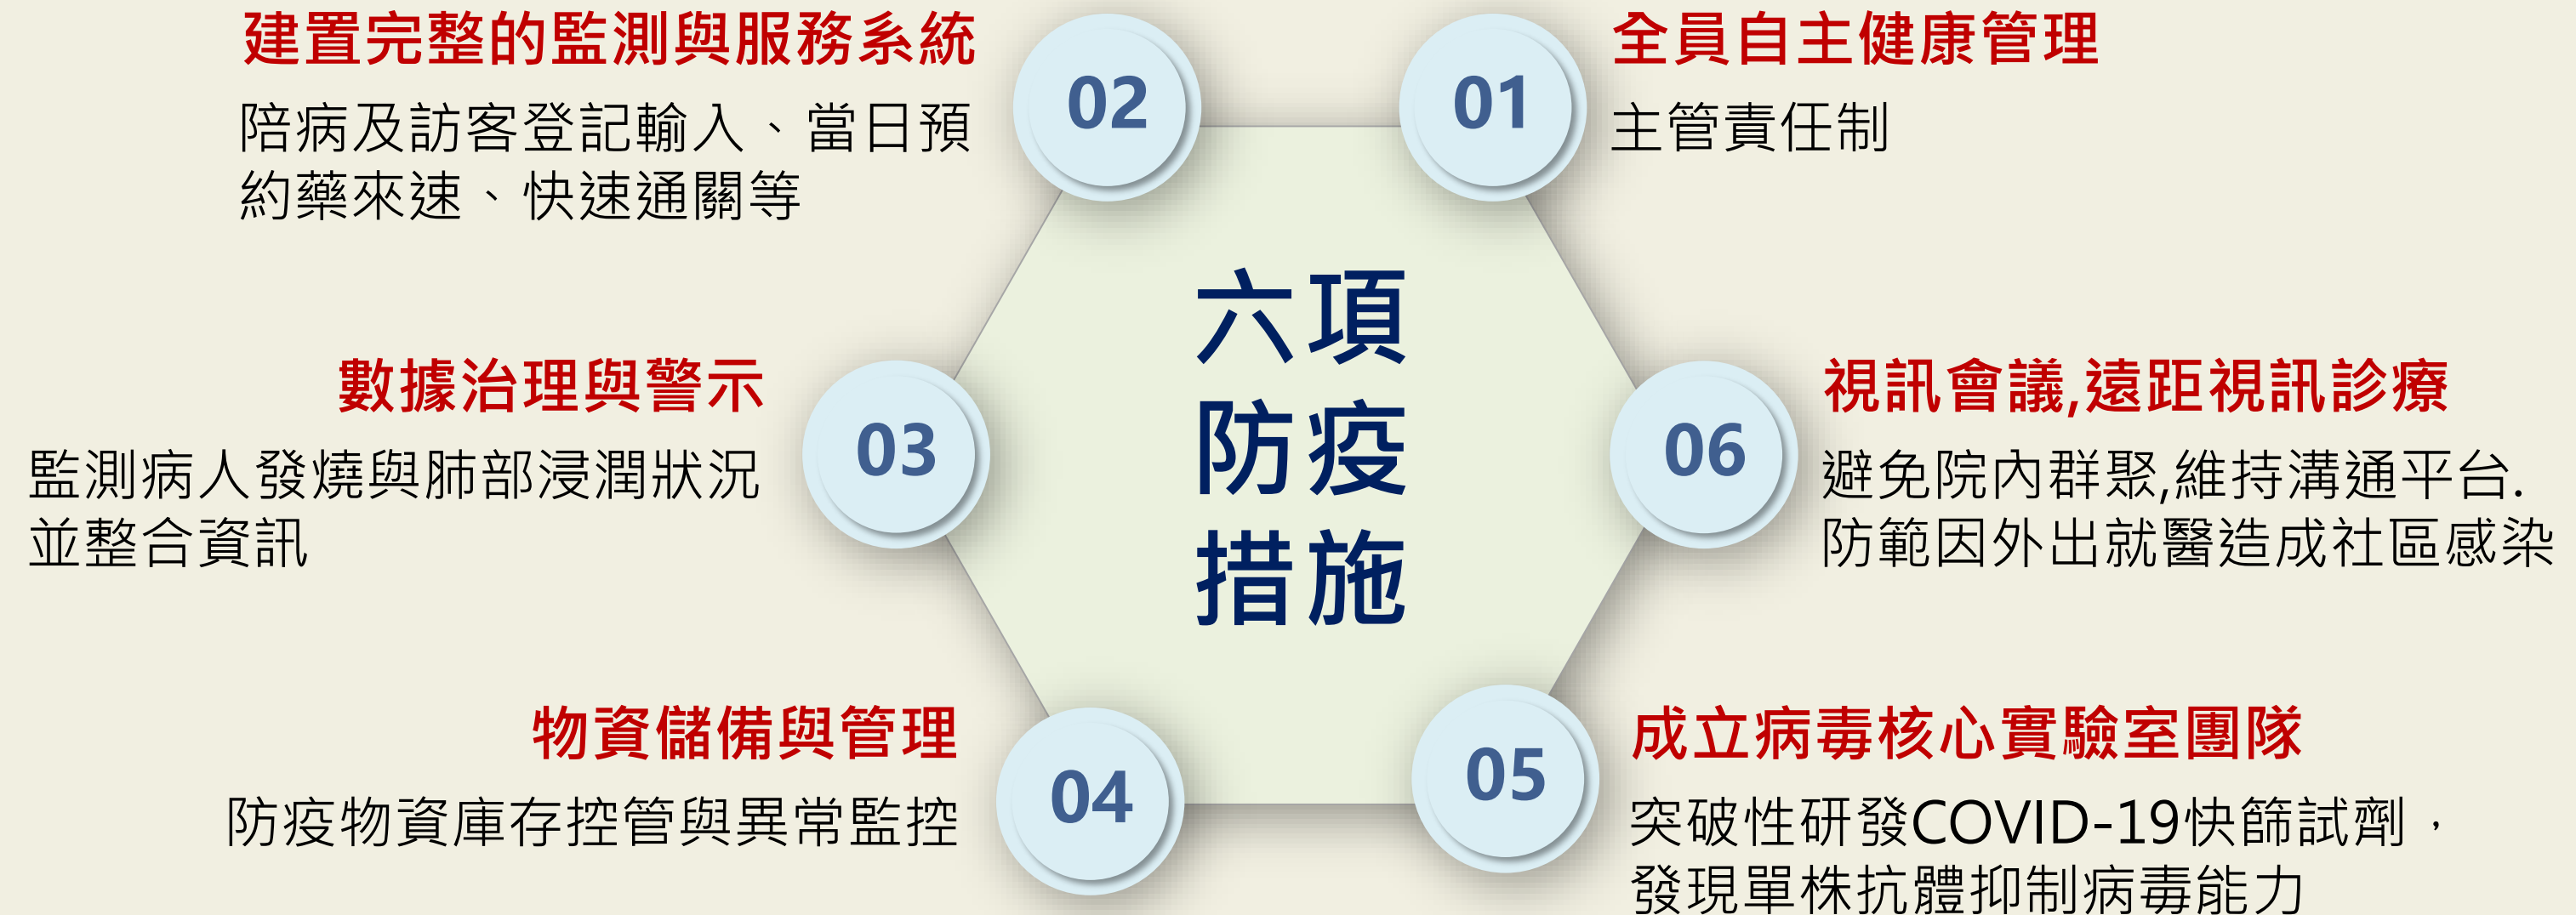 六項
防疫
措施
01
全員自主健康管理
主管責任制
02
建置完整的監測與服務系統
陪病及訪客登記輸入、當日預
約藥來速、快速通關等
03
數據治理與警示
監測病人發燒與肺部浸潤狀況
並整合資訊
04
物資儲備與管理
防疫物資庫存控管與異常監控
05
成立病毒核心實驗室團隊
突破性研發COVID-19快篩試劑，
發現單株抗體抑制病毒能力
06
視訊會議,遠距視訊診療
避免院內群聚,維持溝通平台.
防範因外出就醫造成社區感染